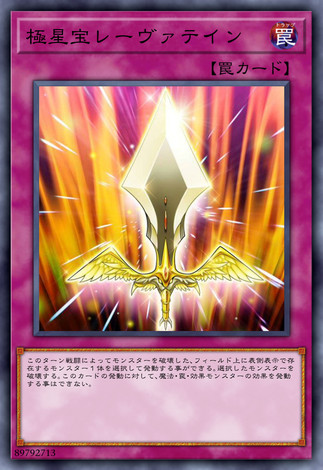 極星宝レーヴァテイン
トラップ
罠
【罠カード】
このターン戦闘によってモンスターを破壊した、フィールド上に表側表示で存
在するモンスター１体を選択して発動する事ができる。選択したモンスターを
破壊する。このカードの発動に対して、魔法・罠・効果モンスターの効果を発動
する事はできない。
89792713